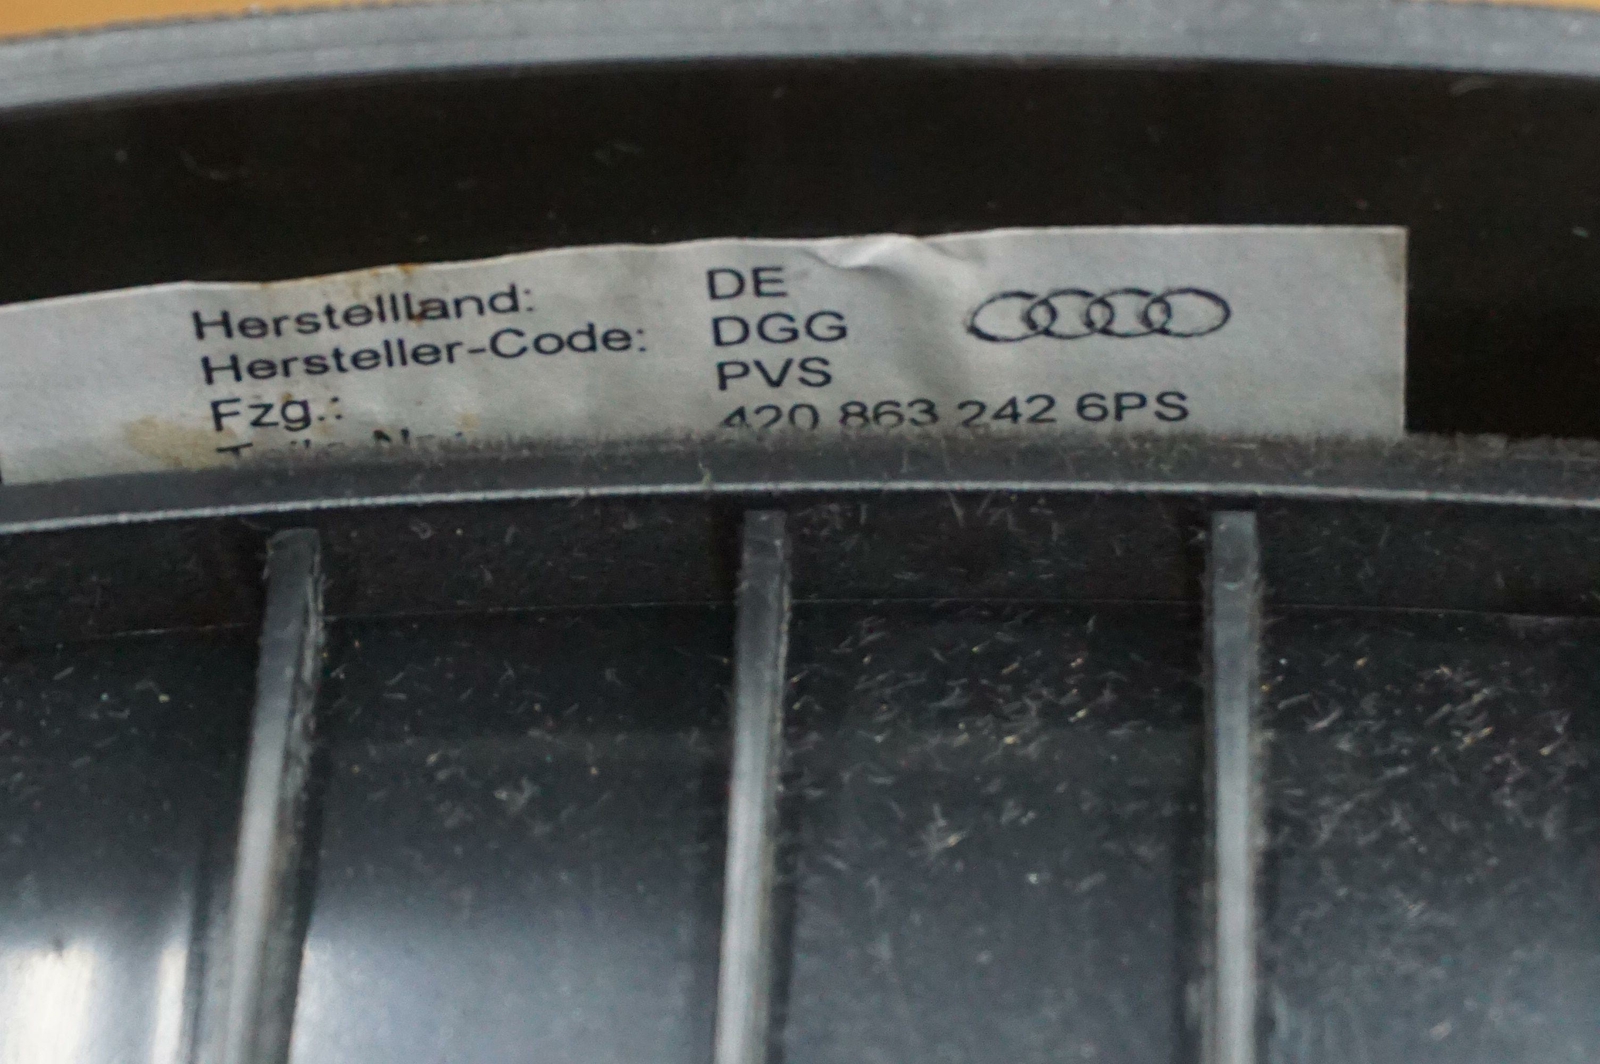 Herstellland: DE
Hersteller-Code: DGG
Fzg.: PVS
420 863 242 6PS